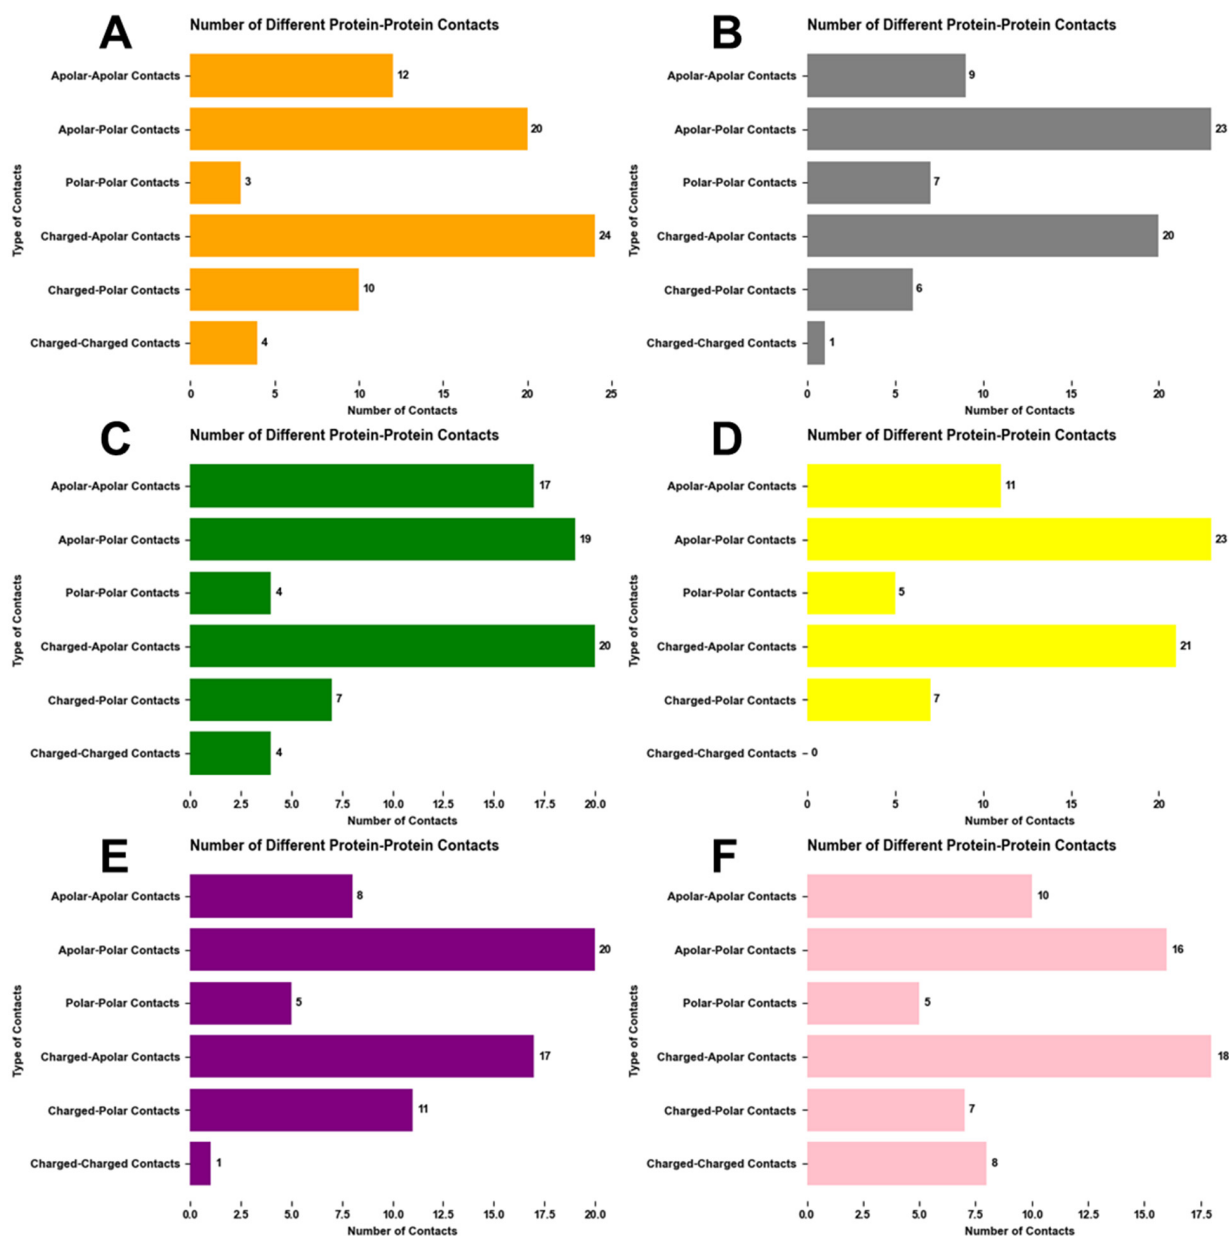 A
Number of Different Protein-Protein Contacts
Type of Contacts
Apolar-Apolar Contacts 12
Apolar-Polar Contacts 20
Polar-Polar Contacts 3
Charged-Apolar Contacts 24
Charged-Polar Contacts 10
Charged-Charged Contacts 4
0 5 10 15 20 25
Number of Contacts
B
Number of Different Protein-Protein Contacts
Type of Contacts
Apolar-Apolar Contacts 9
Apolar-Polar Contacts 23
Polar-Polar Contacts 7
Charged-Apolar Contacts 20
Charged-Polar Contacts 6
Charged-Charged Contacts 1
0 5 10 15 20
Number of Contacts
C
Number of Different Protein-Protein Contacts
Type of Contacts
Apolar-Apolar Contacts 17
Apolar-Polar Contacts 19
Polar-Polar Contacts 4
Charged-Apolar Contacts 20
Charged-Polar Contacts 7
Charged-Charged Contacts 4
0.0 2.5 5.0 7.5 10.0 12.5 15.0 17.5 20.0
Number of Contacts
D
Number of Different Protein-Protein Contacts
Type of Contacts
Apolar-Apolar Contacts 11
Apolar-Polar Contacts 23
Polar-Polar Contacts 5
Charged-Apolar Contacts 21
Charged-Polar Contacts 7
Charged-Charged Contacts 0
0 5 10 15 20
Number of Contacts
E
Number of Different Protein-Protein Contacts
Type of Contacts
Apolar-Apolar Contacts 8
Apolar-Polar Contacts 20
Polar-Polar Contacts 5
Charged-Apolar Contacts 17
Charged-Polar Contacts 11
Charged-Charged Contacts 1
0.0 2.5 5.0 7.5 10.0 12.5 15.0 17.5 20.0
Number of Contacts
F
Number of Different Protein-Protein Contacts
Type of Contacts
Apolar-Apolar Contacts 10
Apolar-Polar Contacts 16
Polar-Polar Contacts 5
Charged-Apolar Contacts 18
Charged-Polar Contacts 7
Charged-Charged Contacts 8
0.0 2.5 5.0 7.5 10.0 12.5 15.0 17.5
Number of Contacts